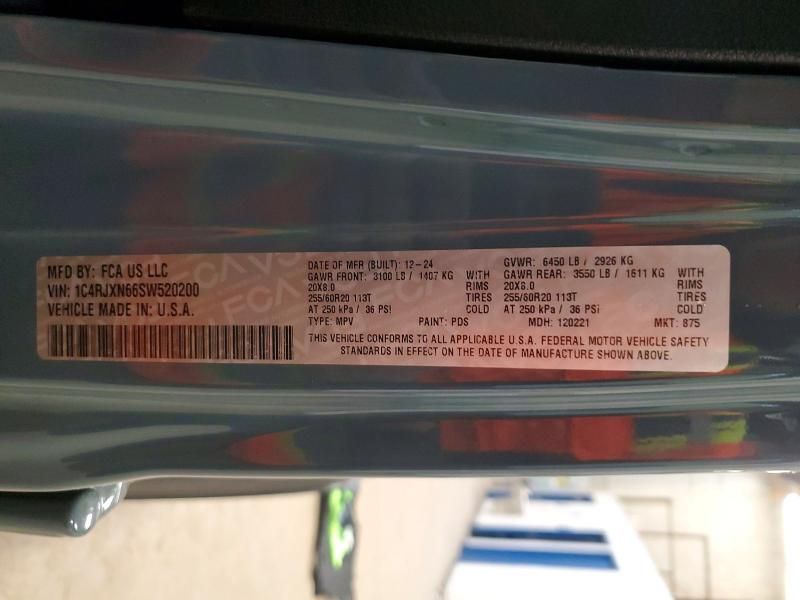 MFD BY: FCA US LLC
VIN: 1C4RJXN66SW520200
VEHICLE MADE IN: U.S.A.
DATE OF MFR (BUILT): 12-24
GAWR FRONT: 3100 LB / 1407 KG WITH
20X8.0 RIMS
255/60R20 113T TIRES
AT 250 kPa / 36 PSI COLD
TYPE: MPV PAINT: PDS
GVWR: 6450 LB / 2926 KG
GAWR REAR: 3550 LB / 1611 KG WITH
20X8.0 RIMS
255/60R20 113T TIRES
AT 250 kPa / 36 PSI COLD
MDH: 120221 MKT: 875
THIS VEHICLE CONFORMS TO ALL APPLICABLE U.S.A. FEDERAL MOTOR VEHICLE SAFETY
STANDARDS IN EFFECT ON THE DATE OF MANUFACTURE SHOWN ABOVE.